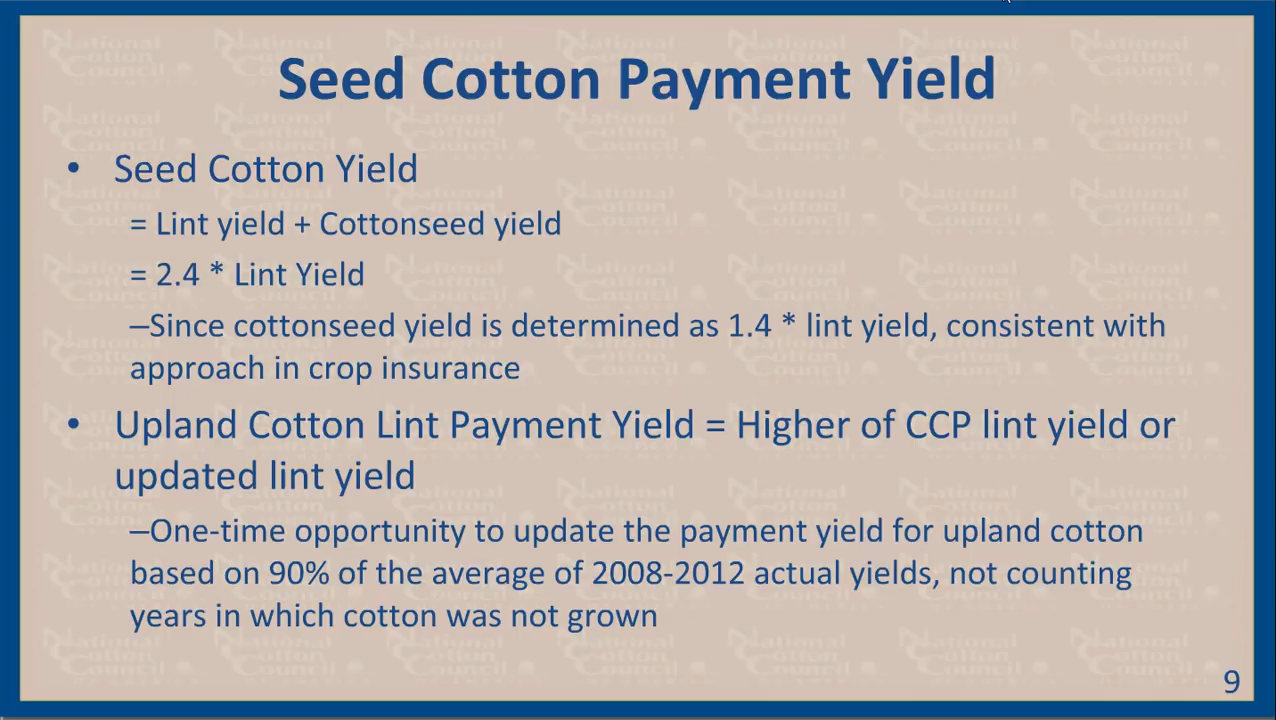 Seed Cotton Payment Yield
• Seed Cotton Yield
= Lint yield + Cottonseed yield
= 2.4 * Lint Yield
–Since cottonseed yield is determined as 1.4 * lint yield, consistent with
approach in crop insurance
• Upland Cotton Lint Payment Yield = Higher of CCP lint yield or
updated lint yield
–One-time opportunity to update the payment yield for upland cotton
based on 90% of the average of 2008-2012 actual yields, not counting
years in which cotton was not grown
9